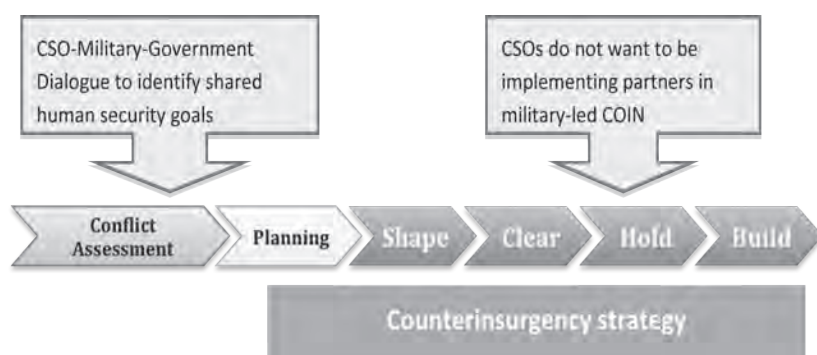 CSO-Military-Government
Dialogue to identify shared
human security goals
CSOs do not want to be
implementing partners in
military-led COIN
Conflict
Assessment
Planning
Shape
Clear
Hold
Build
Counterinsurgency strategy